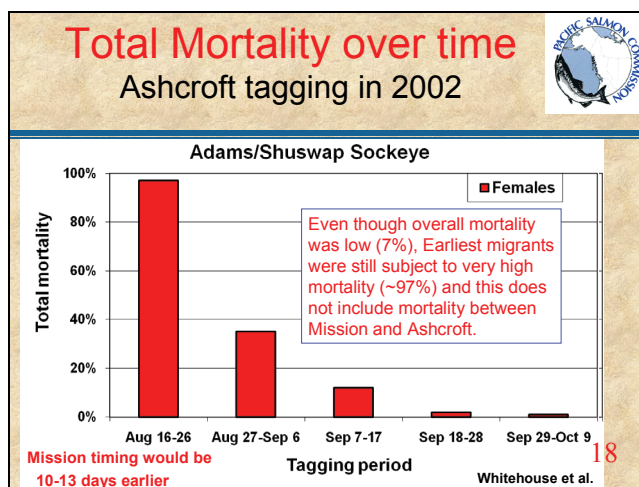 Total Mortality over time
Ashcroft tagging in 2002
PACIFIC SALMON COMMISSION
Adams/Shuswap Sockeye
Total mortality
100%
80%
60%
40%
20%
0%
Females
Even though overall mortality
was low (7%), Earliest migrants
were still subject to very high
mortality (~97%) and this does
not include mortality between
Mission and Ashcroft.
Aug 16-26 Aug 27-Sep 6 Sep 7-17 Sep 18-28 Sep 29-Oct 9
Tagging period
Mission timing would be
10-13 days earlier
18
Whitehouse et al.